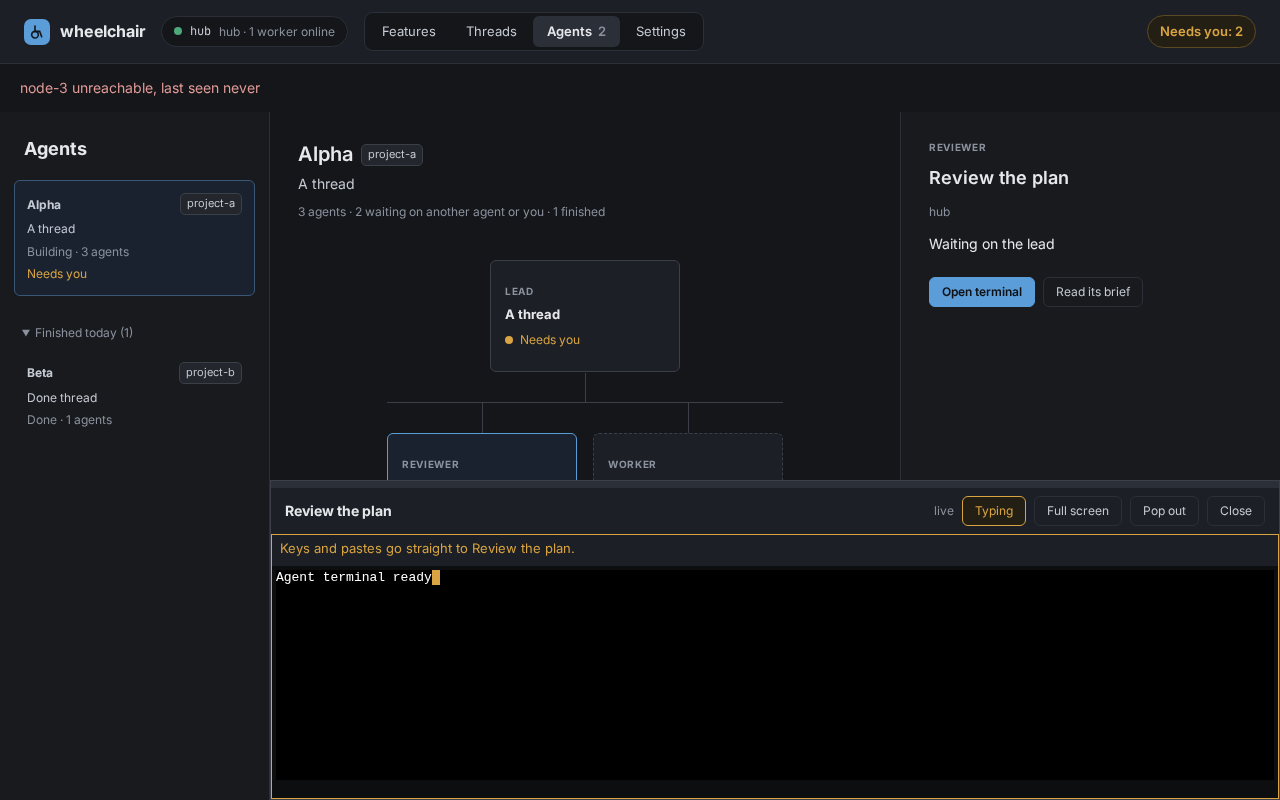 wheelchair
hub hub · 1 worker online
Features
Threads
Agents 2
Settings
Needs you: 2
node-3 unreachable, last seen never
Agents
Alpha project-a
A thread
Building · 3 agents
Needs you
▼ Finished today (1)
Beta project-b
Done thread
Done · 1 agents
Alpha project-a
A thread
3 agents · 2 waiting on another agent or you · 1 finished
LEAD
A thread
Needs you
REVIEWER
WORKER
REVIEWER
Review the plan
hub
Waiting on the lead
Open terminal
Read its brief
Review the plan
live
Typing
Full screen
Pop out
Close
Keys and pastes go straight to Review the plan.
Agent terminal ready